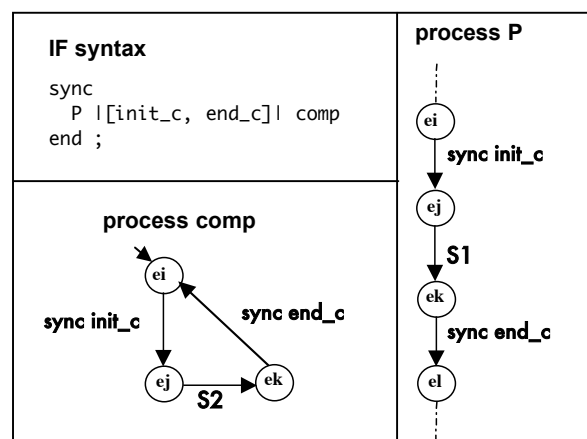 IF syntax
sync
P |[init_c, end_c]| comp
end ;
process comp
ei
sync init_c
sync end_c
ej
S2
ek
process P
ei
sync init_c
ej
S1
ek
sync end_c
el